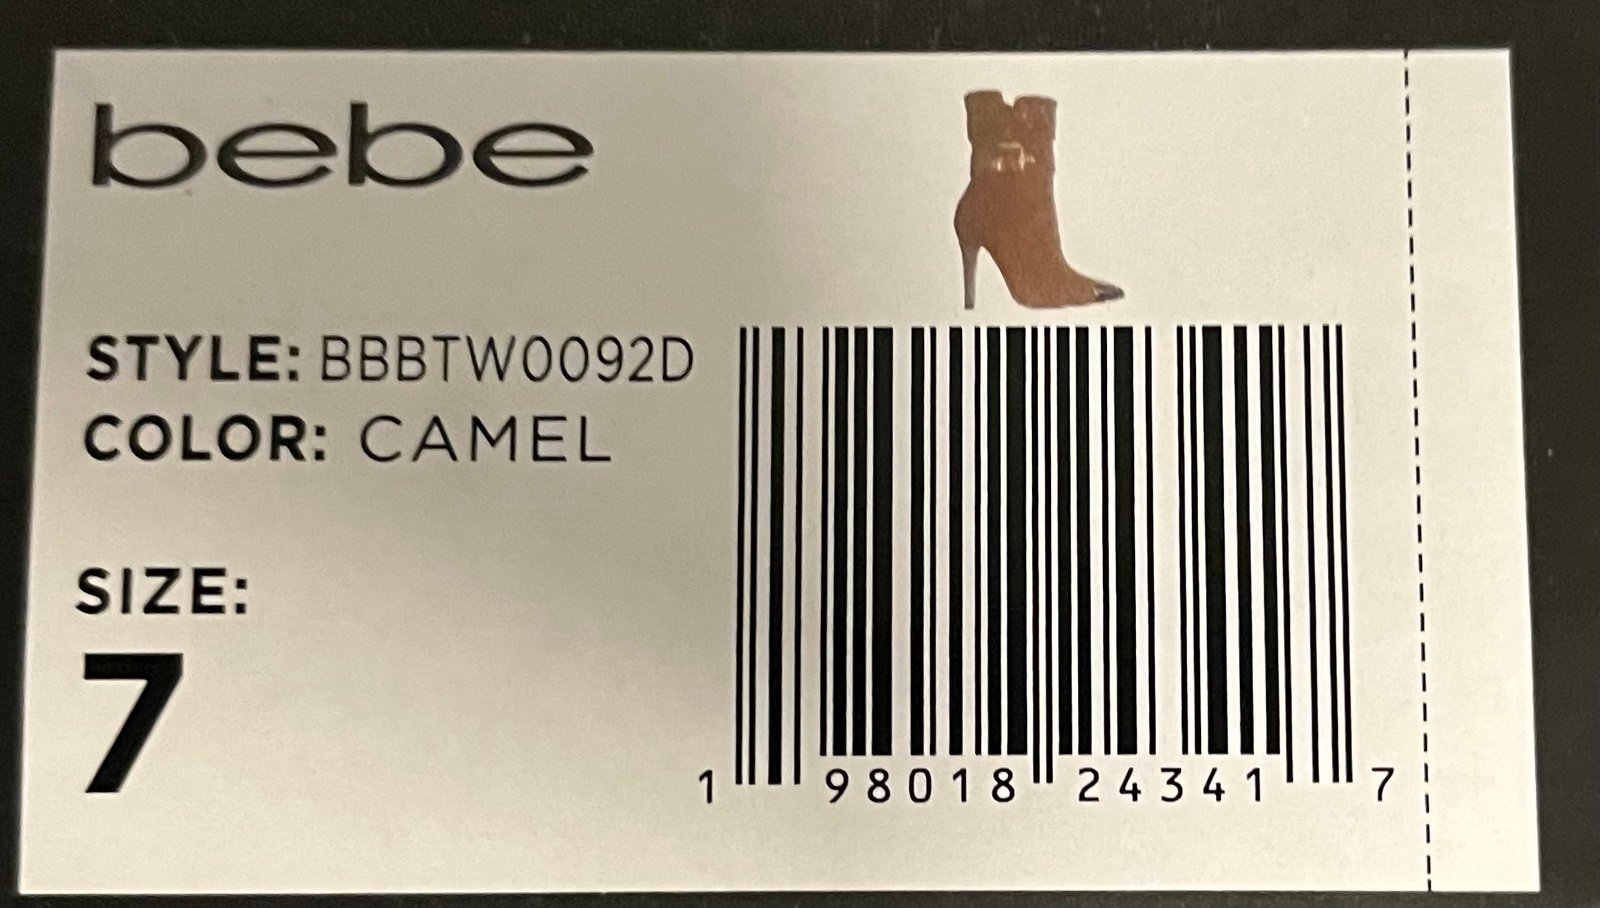 bebe
STYLE: BBBTW0092D
COLOR: CAMEL
SIZE:
7
1 98018 24341 7